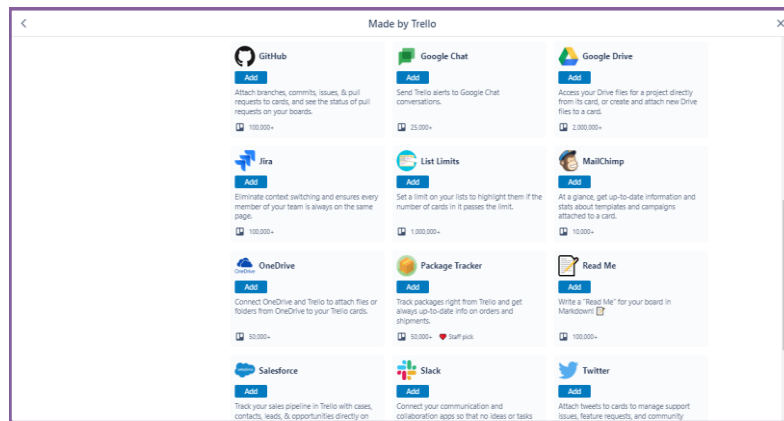 Made by Trello
GitHub
Add
Attach branches, commits, issues, & pull
requests to cards, and see the status of pull
requests on your boards.
100,000+
Google Chat
Add
Send Trello alerts to Google Chat
conversations.
25,000+
Google Drive
Add
Access your Drive files for a project directly
from its card, or create and attach new Drive
files to a card.
2,000,000+
Jira
Add
Eliminate context switching and ensures every
member of your team is always on the same
page.
100,000+
List Limits
Add
Set a limit on your lists to highlight them if the
number of cards in it passes the limit.
1,000,000+
MailChimp
Add
At a glance, get up-to-date information and
stats about templates and campaigns
attached to a card.
10,000+
OneDrive
OneDrive
Add
Connect OneDrive and Trello to attach files or
folders from OneDrive to your Trello cards.
50,000+
Package Tracker
Add
Track packages right from Trello and get
always up-to-date info on orders and
shipments.
50,000+ Staff pick
Read Me
Add
Write a "Read Me" for your board in
Markdown!
100,000+
Salesforce
Add
Track your sales pipeline in Trello with cases,
contacts, leads, & opportunities directly on
Slack
Add
Connect your communication and
collaboration apps so that no ideas or tasks
Twitter
Add
Attach tweets to cards to manage support
issues, feature requests, and community